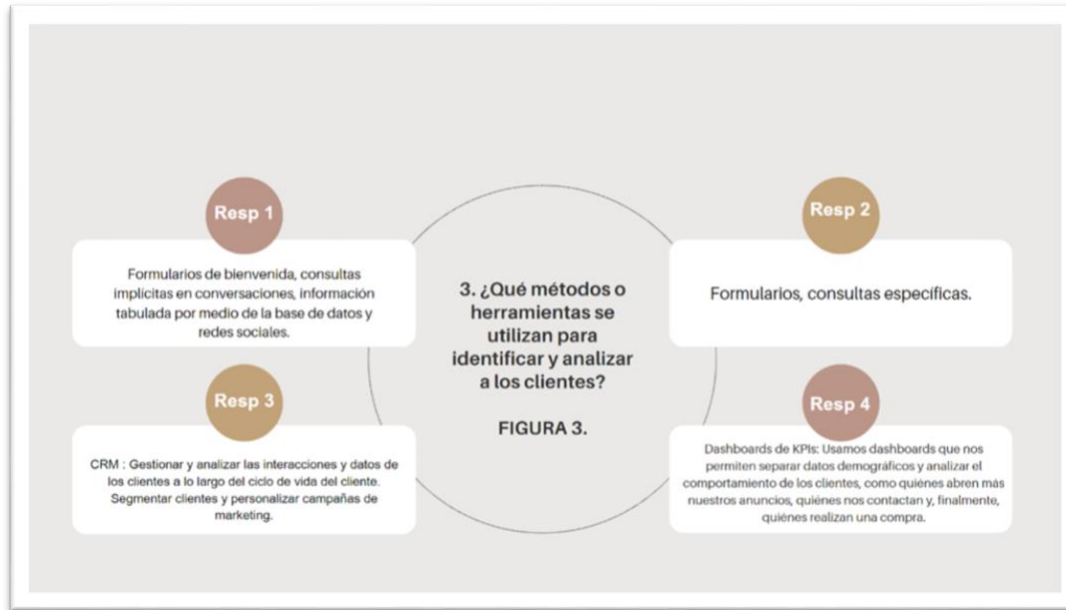 Resp 1
Formularios de bienvenida, consultas
implícitas en conversaciones, información
tabulada por medio de la base de datos y
redes sociales.
Resp 2
Formularios, consultas específicas.
3. ¿Qué métodos o
herramientas se
utilizan para
identificar y analizar
a los clientes?
FIGURA 3.
Resp 3
CRM : Gestionar y analizar las interacciones y datos de
los clientes a lo largo del ciclo de vida del cliente.
Segmentar clientes y personalizar campañas de
marketing.
Resp 4
Dashboards de KPIs: Usamos dashboards que nos
permiten separar datos demográficos y analizar el
comportamiento de los clientes, como quiénes abren más
nuestros anuncios, quiénes nos contactan y, finalmente,
quiénes realizan una compra.